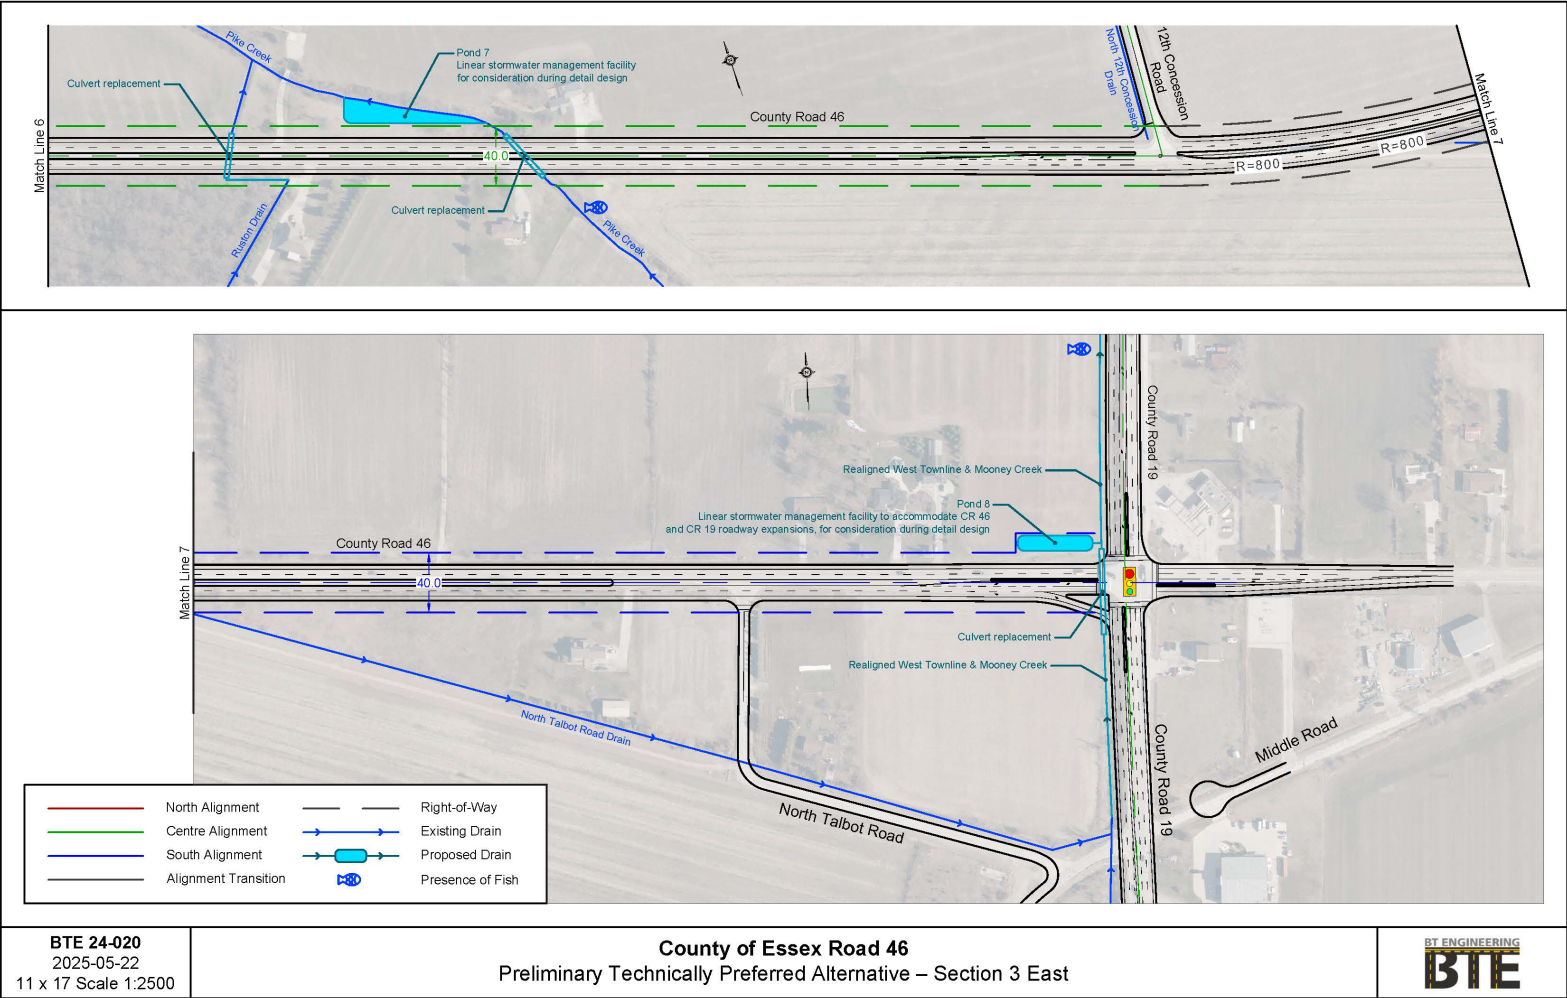 Pike Creek
Culvert replacement
Pond 7
Linear stormwater management facility
for consideration during detail design
N
North 12th Concession
Drain
12th Concession
Road
County Road 46
Match Line 6
Match Line 7
40.0
R=800
R=800
Ruston Drain
Culvert replacement
Pike Creek
N
County Road 19
Realigned West Townline & Mooney Creek
Pond 8
Linear stormwater management facility to accommodate CR 46
and CR 19 roadway expansions, for consideration during detail design
County Road 46
Match Line 7
40.0
Culvert replacement
Realigned West Townline & Mooney Creek
North Talbot Road Drain
County Road 19
Middle Road
North Talbot Road
North Alignment
Right-of-Way
Centre Alignment
Existing Drain
South Alignment
Proposed Drain
Alignment Transition
Presence of Fish
BTE 24-020
2025-05-22
11 x 17 Scale 1:2500
County of Essex Road 46
Preliminary Technically Preferred Alternative – Section 3 East
BT ENGINEERING
BTE